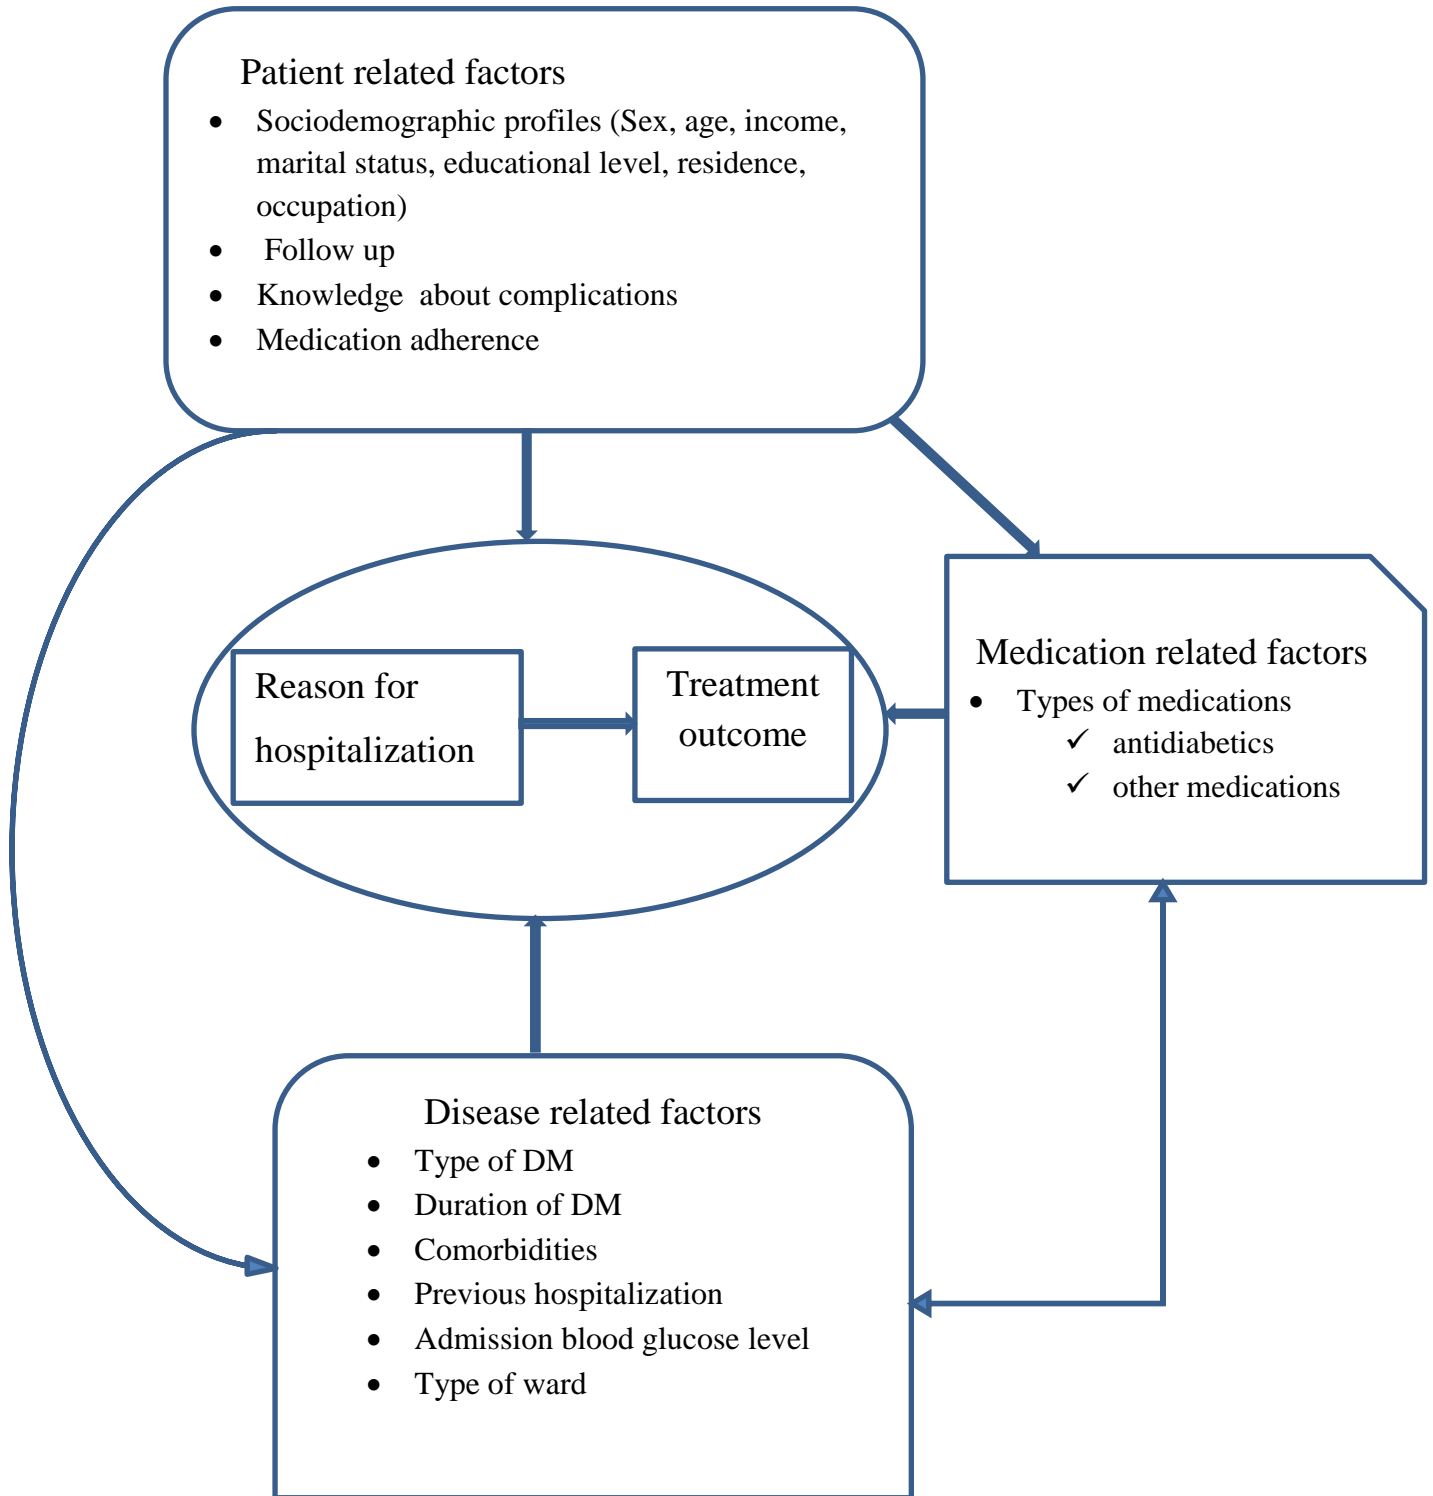 Patient related factors
• Sociodemographic profiles (Sex, age, income,
marital status, educational level, residence,
occupation)
• Follow up
• Knowledge about complications
• Medication adherence
Reason for
hospitalization
Treatment
outcome
Medication related factors
• Types of medications
✓ antidiabetics
✓ other medications
Disease related factors
• Type of DM
• Duration of DM
• Comorbidities
• Previous hospitalization
• Admission blood glucose level
• Type of ward